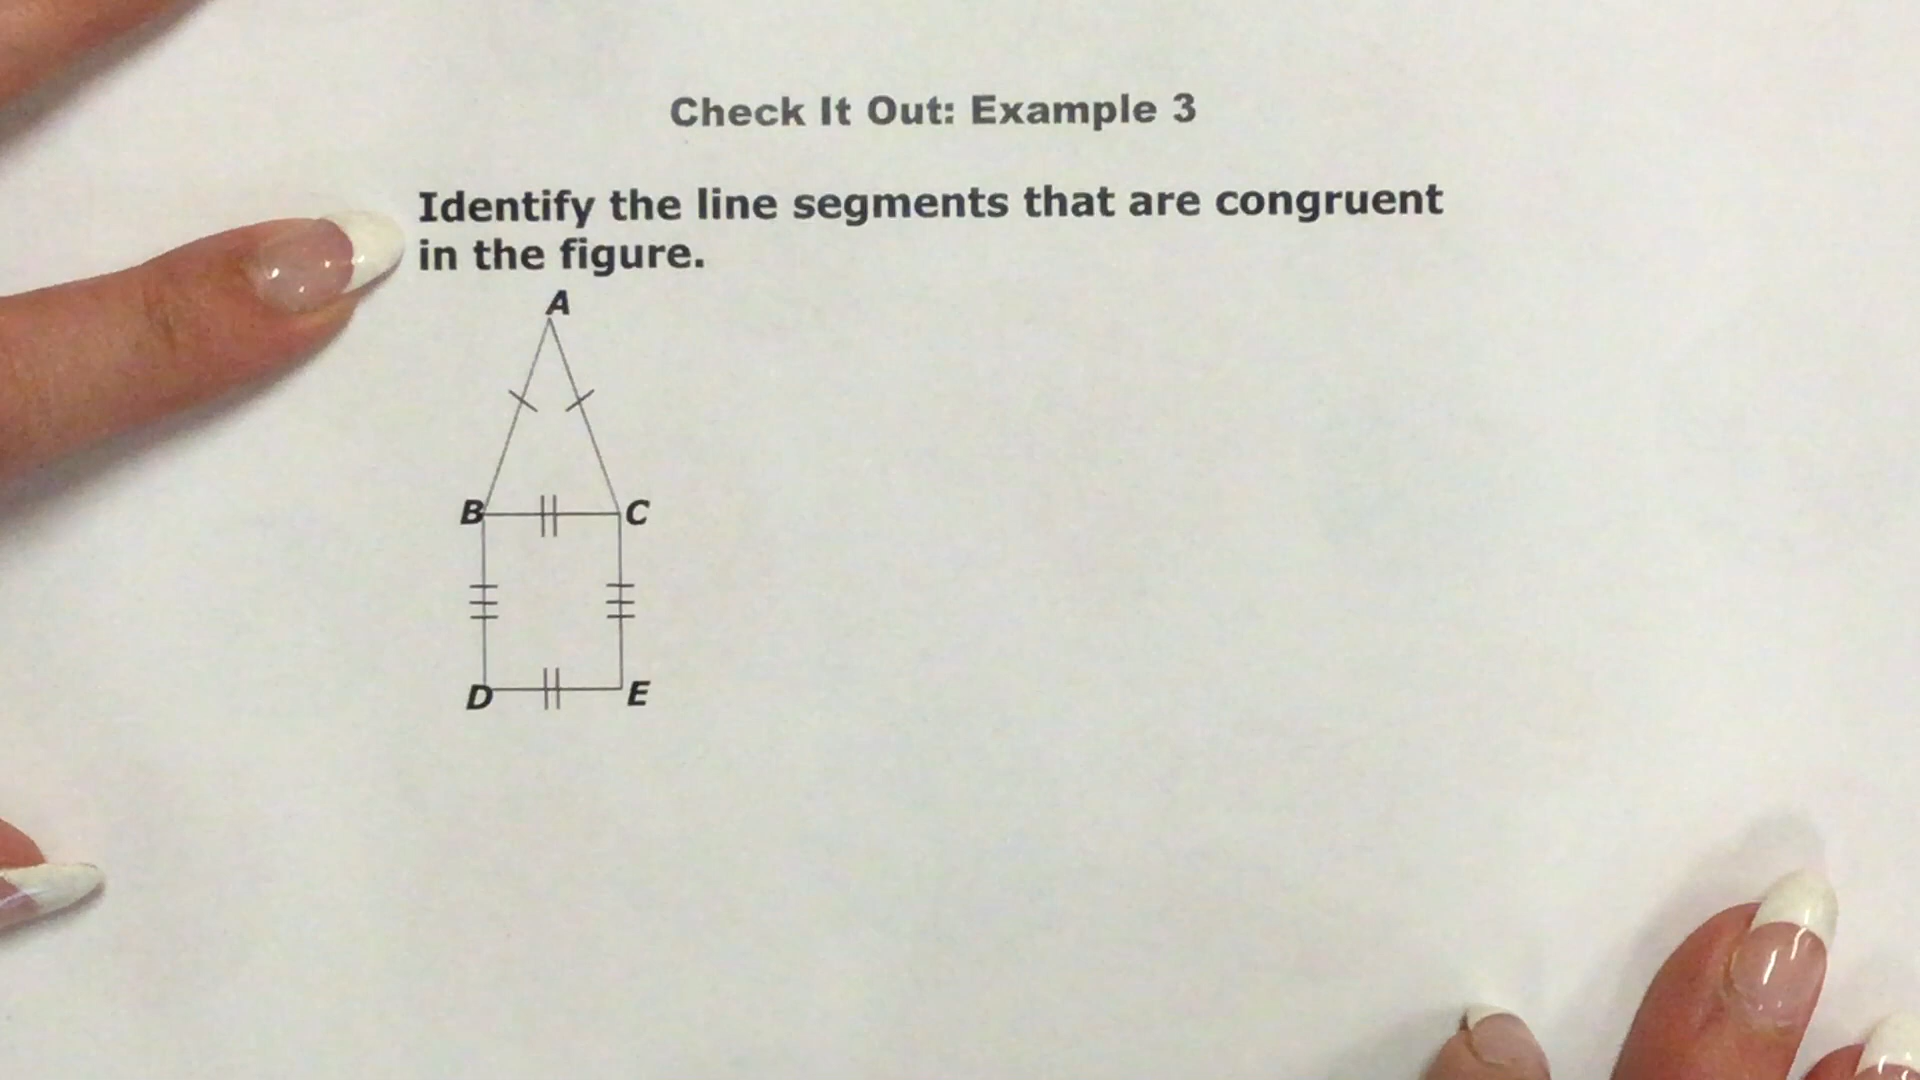 Check It Out: Example 3
Identify the line segments that are congruent
in the figure.
A
B C
D E